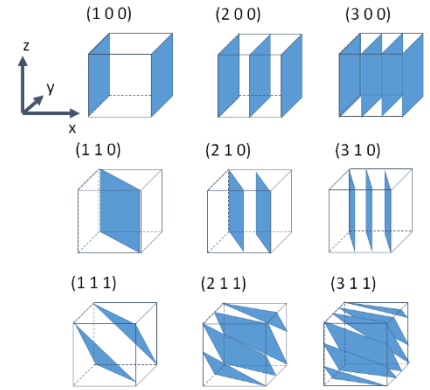 (1 0 0) (2 0 0) (3 0 0)
z
y
x
(1 1 0) (2 1 0) (3 1 0)
(1 1 1) (2 1 1) (3 1 1)